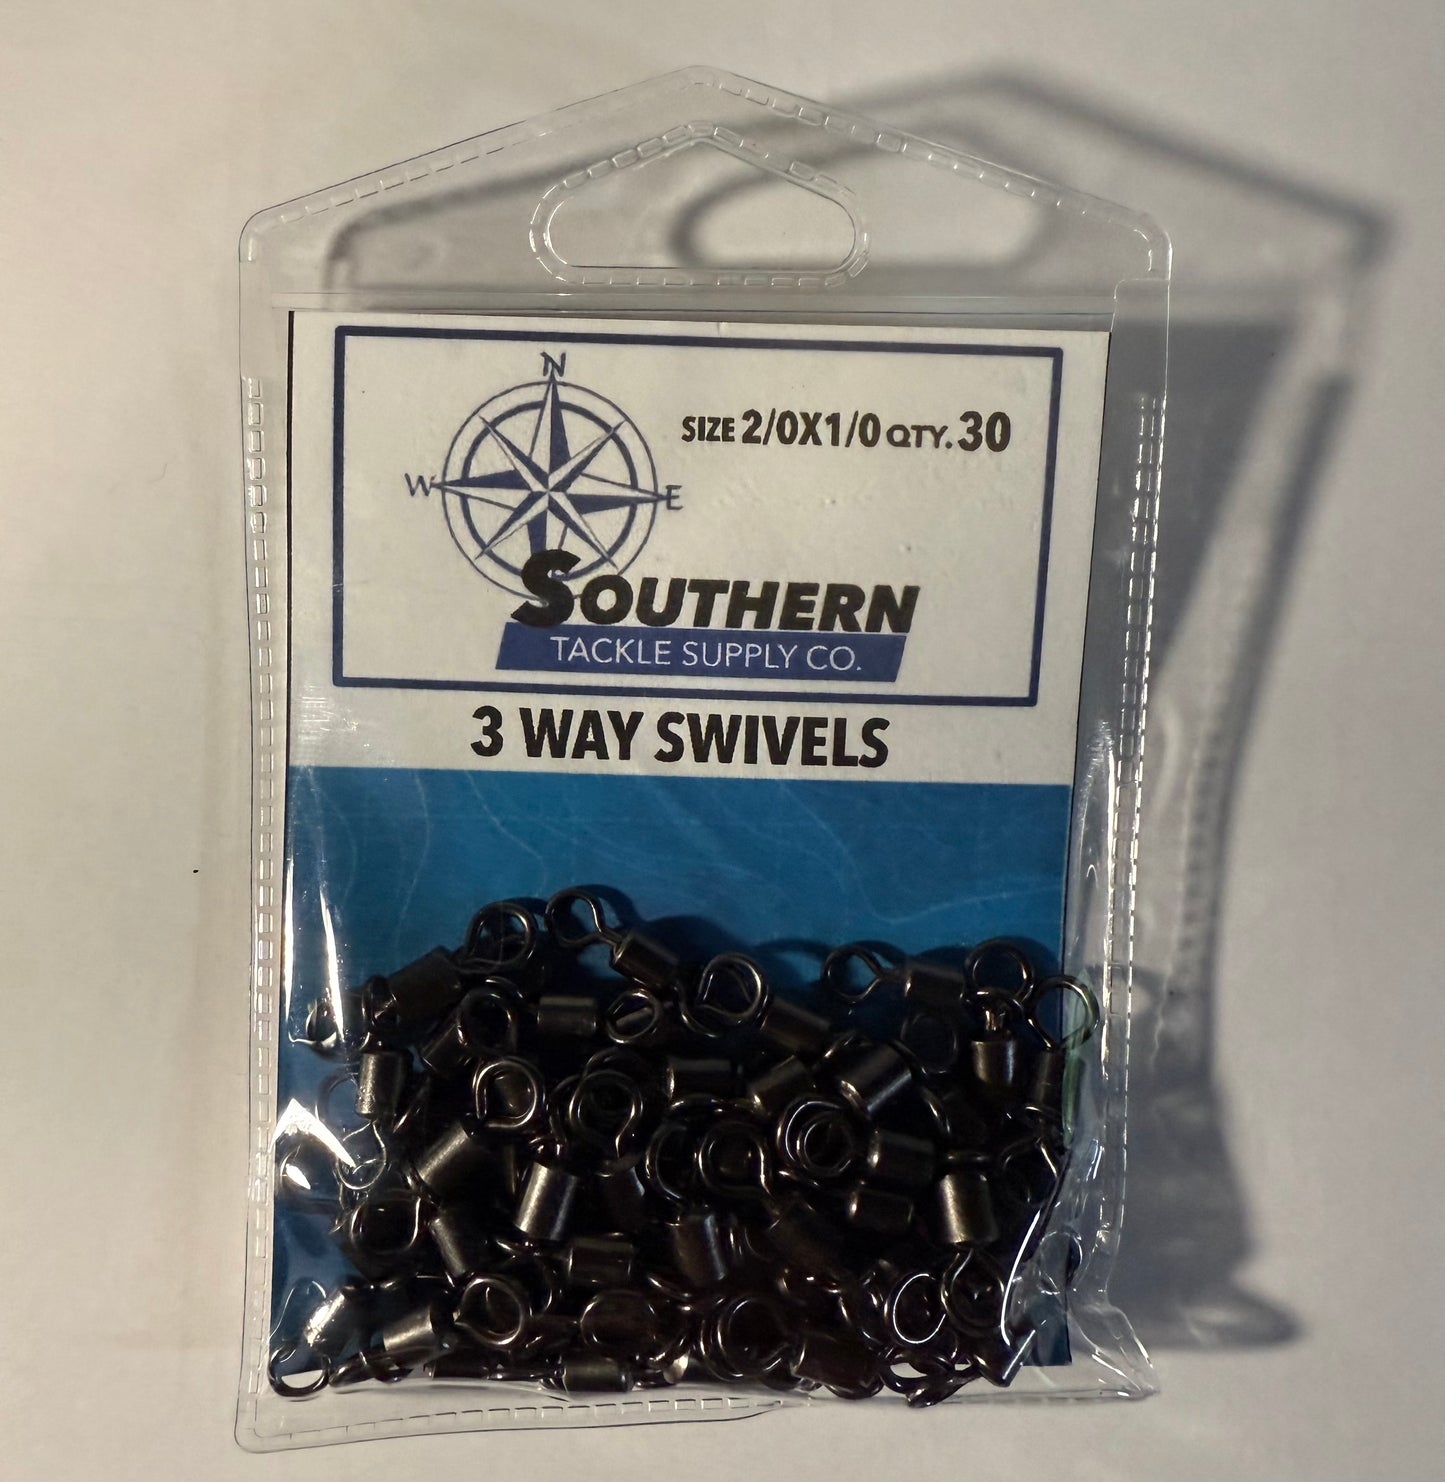 N
SIZE 2/0X1/0 QTY. 30
W E
SOUTHERN
TACKLE SUPPLY CO.
3 WAY SWIVELS